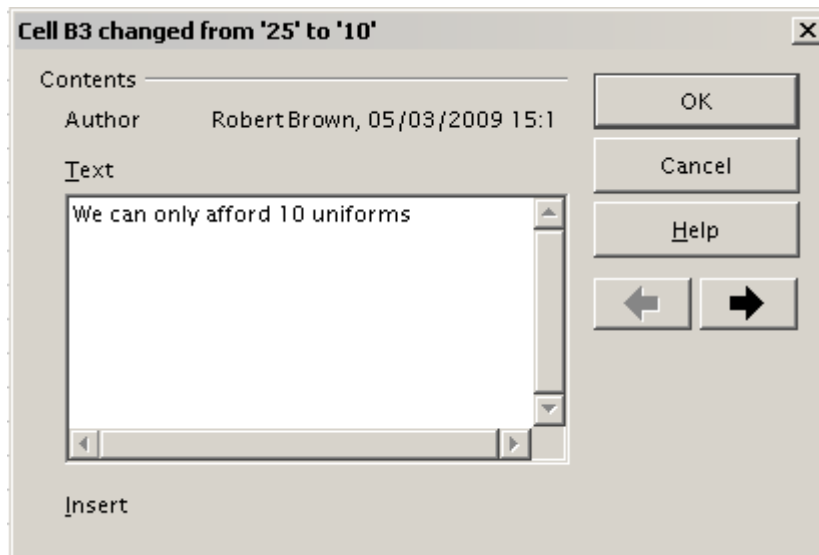 Cell B3 changed from '25' to '10'
Contents
OK
Author Robert Brown, 05/03/2009 15:1
Text
Cancel
We can only afford 10 uniforms
Help
Insert